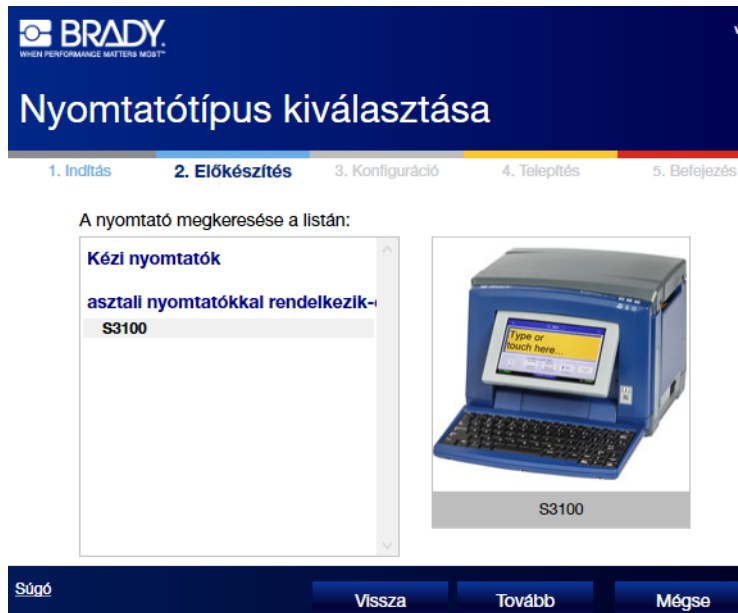 BRADY.
WHEN PERFORMANCE MATTERS MOST™
Nyomtatótípus kiválasztása
1. Indítás 2. Előkészítés 3. Konfiguráció 4. Telepítés 5. Befejezés
A nyomtató megkeresése a listán:
Kézi nyomtatók
asztali nyomtatókkal rendelkezik-
S3100
Type or
touch here...
S3100
Súgó Vissza Tovább Mégse